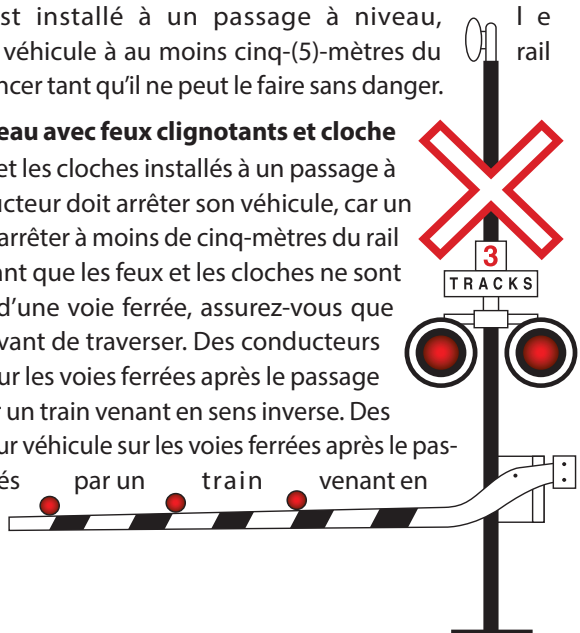 st installé à un passage à niveau, le
véhicule à au moins cinq-(5)-mètres du rail
ncer tant qu'il ne peut le faire sans danger.
eau avec feux clignotants et cloche
et les cloches installés à un passage à
ducteur doit arrêter son véhicule, car un
arrêter à moins de cinq-mètres du rail
ant que les feux et les cloches ne sont
d'une voie ferrée, assurez-vous que
vant de traverser. Des conducteurs
ur les voies ferrées après le passage
r un train venant en sens inverse. Des
ur véhicule sur les voies ferrées après le pas-
és par un train venant en
3
TRACKS